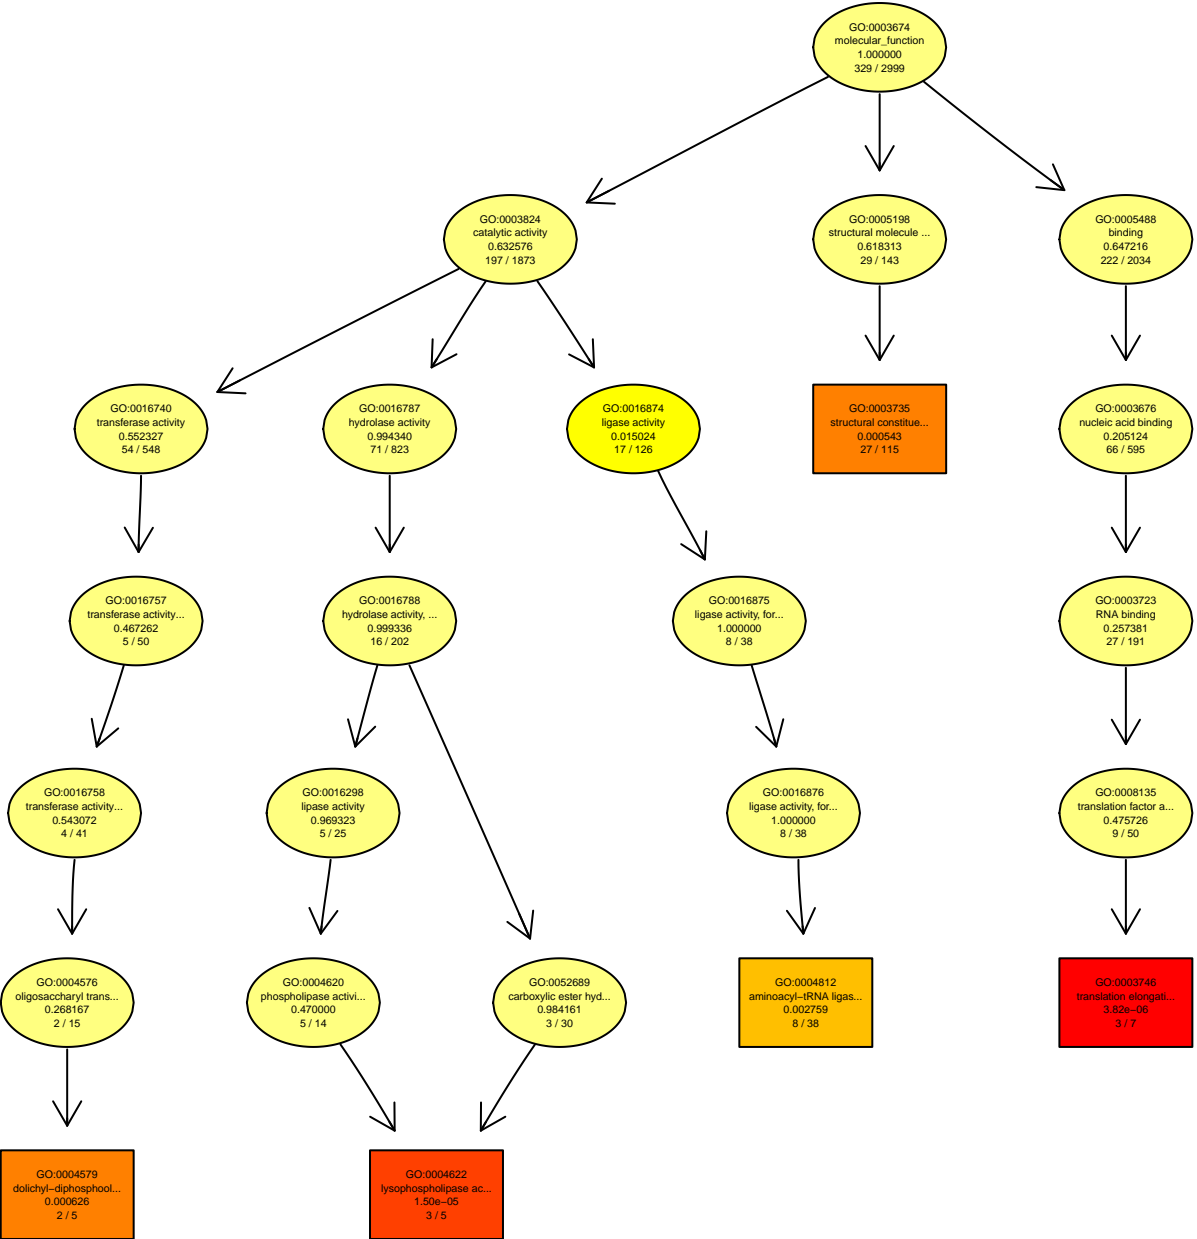 GO:0003674
molecular_function
1.000000
329 / 2999
GO:0003824
catalytic activity
0.632576
197 / 1873
GO:0005198
structural molecule ...
0.618313
29 / 143
GO:0005488
binding
0.647216
222 / 2034
GO:0016740
transferase activity
0.552327
54 / 548
GO:0016787
hydrolase activity
0.994340
71 / 823
GO:0016874
ligase activity
0.015024
17 / 126
GO:0003735
structural constitue...
0.000543
27 / 115
GO:0003676
nucleic acid binding
0.205124
66 / 595
GO:0016757
transferase activity...
0.467262
5 / 50
GO:0016788
hydrolase activity, ...
0.999336
16 / 202
GO:0016875
ligase activity, for...
1.000000
8 / 38
GO:0003723
RNA binding
0.257381
27 / 191
GO:0016758
transferase activity...
0.543072
4 / 41
GO:0016298
lipase activity
0.969323
5 / 25
GO:0016876
ligase activity, for...
1.000000
8 / 38
GO:0008135
translation factor a...
0.475726
9 / 50
GO:0004576
oligosaccharyl trans...
0.268167
2 / 15
GO:0004620
phospholipase activi...
0.470000
5 / 14
GO:0052689
carboxylic ester hyd...
0.984161
3 / 30
GO:0004812
aminoacyl−tRNA ligas...
0.002759
8 / 38
GO:0003746
translation elongati...
3.82e−06
3 / 7
GO:0004579
dolichyl−diphosphool...
0.000626
2 / 5
GO:0004622
lysophospholipase ac...
1.50e−05
3 / 5